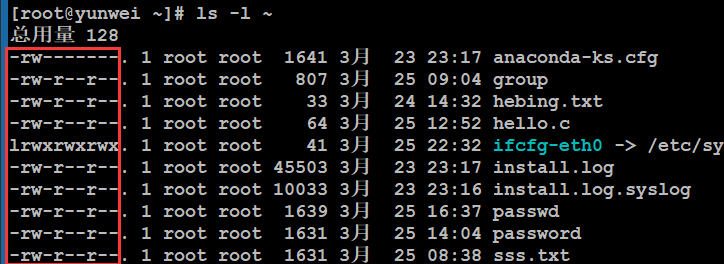 [root@yunwei ~]# ls -l ~
总用量 128
-rw-------. 1 root root  1641 3月  23 23:17 anaconda-ks.cfg
-rw-r--r--. 1 root root   807 3月  25 09:04 group
-rw-r--r--. 1 root root    33 3月  24 14:32 hebing.txt
-rw-r--r--. 1 root root    64 3月  25 12:52 hello.c
lrwxrwxrwx. 1 root root    41 3月  25 22:32 ifcfg-eth0 -> /etc/sy
-rw-r--r--. 1 root root 45503 3月  23 23:17 install.log
-rw-r--r--. 1 root root 10033 3月  23 23:16 install.log.syslog
-rw-r--r--. 1 root root  1639 3月  25 16:37 passwd
-rw-r--r--. 1 root root  1631 3月  25 14:04 password
-rw-r--r--. 1 root root  1631 3月  25 08:38 sss.txt